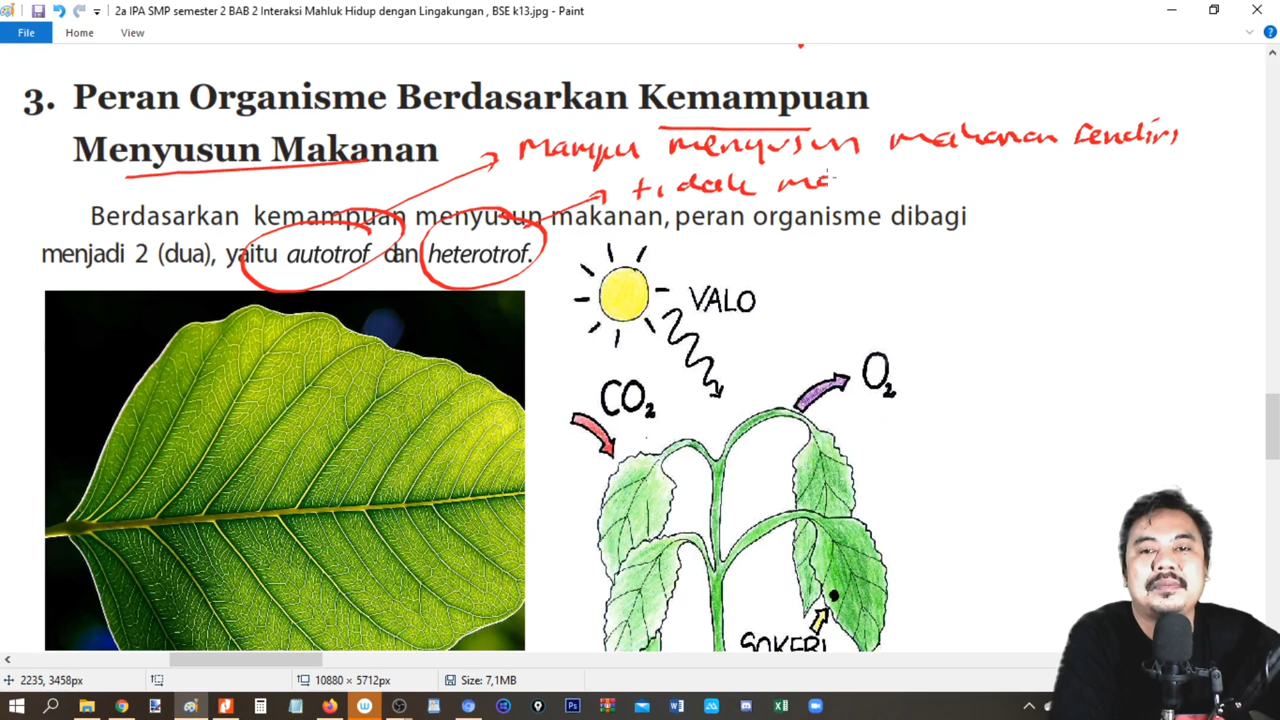 2a IPA SMP semester 2 BAB 2 Interaksi Mahluk Hidup dengan Lingakungan , BSE k13.jpg - Paint
File Home View
3. Peran Organisme Berdasarkan Kemampuan
Menyusun Makanan
Mampu menyusun makanan sendiri
tidak ma
Berdasarkan kemampuan menyusun makanan, peran organisme dibagi
menjadi 2 (dua), yaitu autotrof dan heterotrof.
VALO
CO2
O2
SOKERI
2235, 3458px
10880 × 5712px
Size: 7,1MB